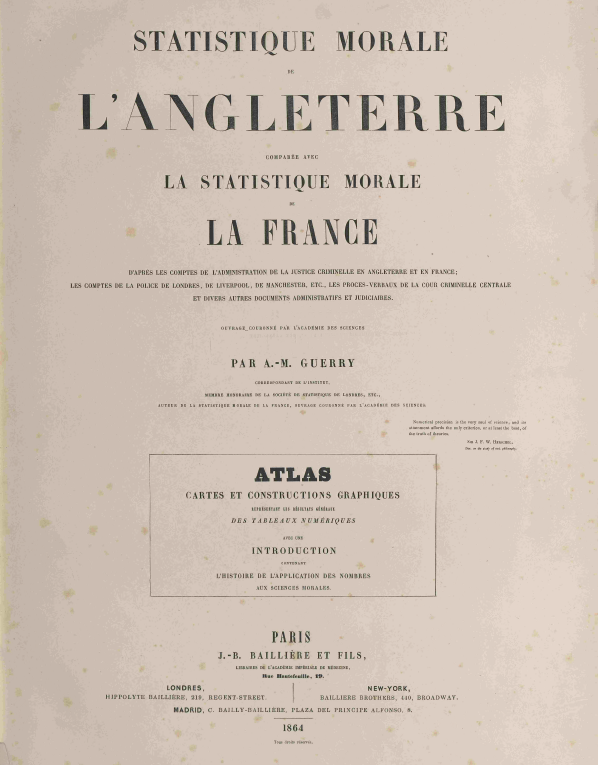 STATISTIQUE MORALE
DE
L'ANGLETERRE
COMPARÉE AVEC
LA STATISTIQUE MORALE
DE
LA FRANCE
D'APRÈS LES COMPTES DE L'ADMINISTRATION DE LA JUSTICE CRIMINELLE EN ANGLETERRE ET EN FRANCE;
LES COMPTES DE LA POLICE DE LONDRES, DE LIVERPOOL, DE MANCHESTER, ETC., LES PROCÈS-VERBAUX DE LA COUR CRIMINELLE CENTRALE
ET DIVERS AUTRES DOCUMENTS ADMINISTRATIFS ET JUDICIAIRES.
OUVRAGE COURONNÉ PAR L'ACADÉMIE DES SCIENCES
PAR A.-M. GUERRY
CORRESPONDANT DE L'INSTITUT,
MEMBRE HONORAIRE DE LA SOCIÉTÉ DE STATISTIQUE DE LONDRES, ETC.,
AUTEUR DE LA STATISTIQUE MORALE DE LA FRANCE, OUVRAGE COURONNÉ PAR L'ACADÉMIE DES SCIENCES.
Numerical precision is the very soul of science, and its
attainment affords the only criterion, or at least the best, of
the truth of theories.
SIR J. F. W. HERSCHEL,
Disc. on the study of nat. philosophy.
ATLAS
CARTES ET CONSTRUCTIONS GRAPHIQUES
REPRÉSENTANT LES RÉSULTATS GÉNÉRAUX
DES TABLEAUX NUMÉRIQUES
AVEC UNE
INTRODUCTION
CONTENANT
L'HISTOIRE DE L'APPLICATION DES NOMBRES
AUX SCIENCES MORALES.
PARIS
J.-B. BAILLIÈRE ET FILS,
LIBRAIRES DE L'ACADÉMIE IMPÉRIALE DE MÉDECINE,
Rue Hautefeuille, 19.
LONDRES,
HIPPOLYTE BAILLIÈRE, 219, REGENT-STREET.
NEW-YORK,
BAILLIERE BROTHERS, 440, BROADWAY.
MADRID, C. BAILLY-BAILLIÈRE, PLAZA DEL PRINCIPE ALFONSO, 8.
1864
Tous droits réservés.